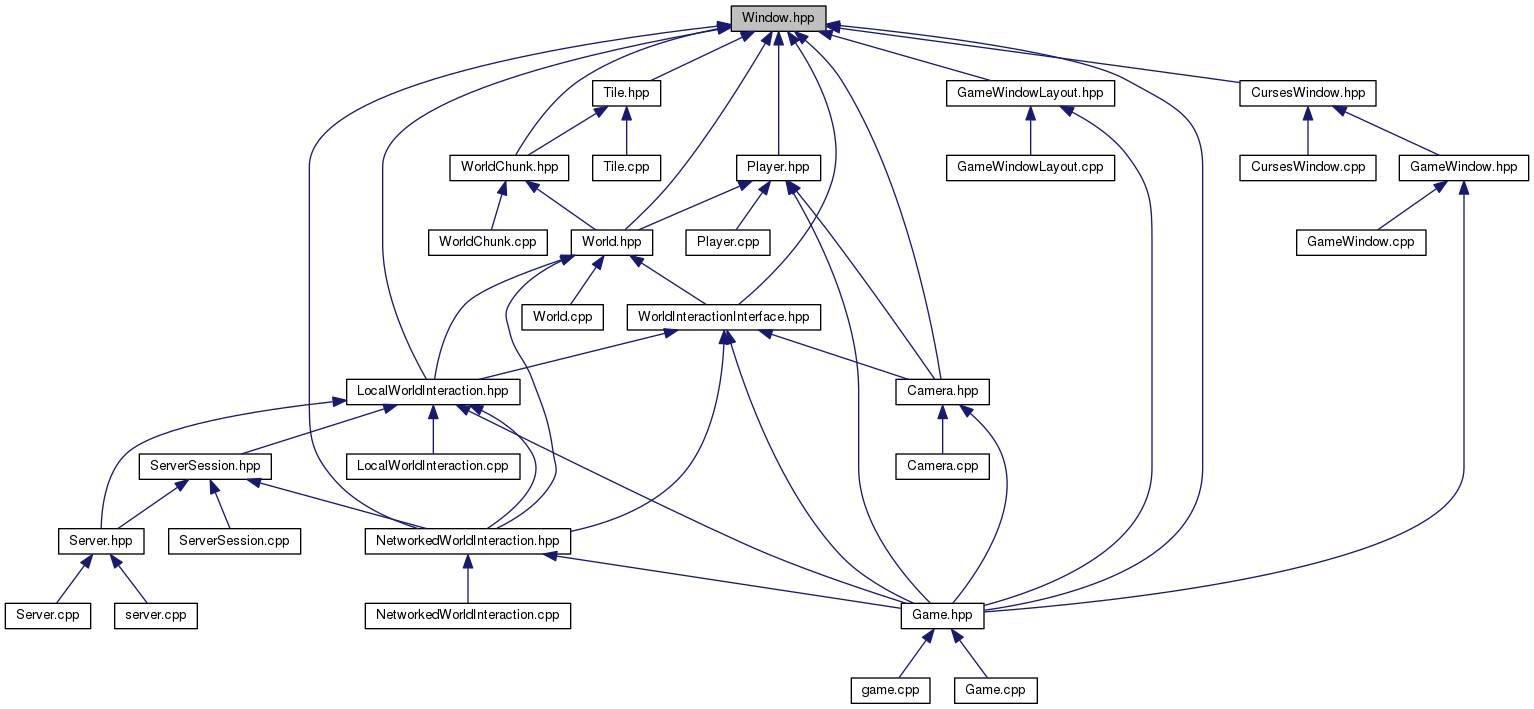 Window.hpp
Tile.hpp
GameWindowLayout.hpp
CursesWindow.hpp
WorldChunk.hpp
Tile.cpp
Player.hpp
GameWindowLayout.cpp
CursesWindow.cpp
GameWindow.hpp
WorldChunk.cpp
World.hpp
Player.cpp
GameWindow.cpp
World.cpp
WorldInteractionInterface.hpp
LocalWorldInteraction.hpp
Camera.hpp
ServerSession.hpp
LocalWorldInteraction.cpp
Camera.cpp
Server.hpp
ServerSession.cpp
NetworkedWorldInteraction.hpp
Server.cpp
server.cpp
NetworkedWorldInteraction.cpp
Game.hpp
game.cpp
Game.cpp